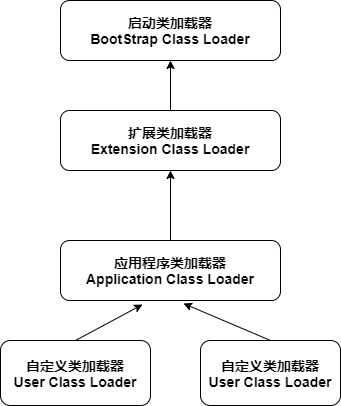 启动类加载器
BootStrap Class Loader
扩展类加载器
Extension Class Loader
应用程序类加载器
Application Class Loader
自定义类加载器
User Class Loader
自定义类加载器
User Class Loader